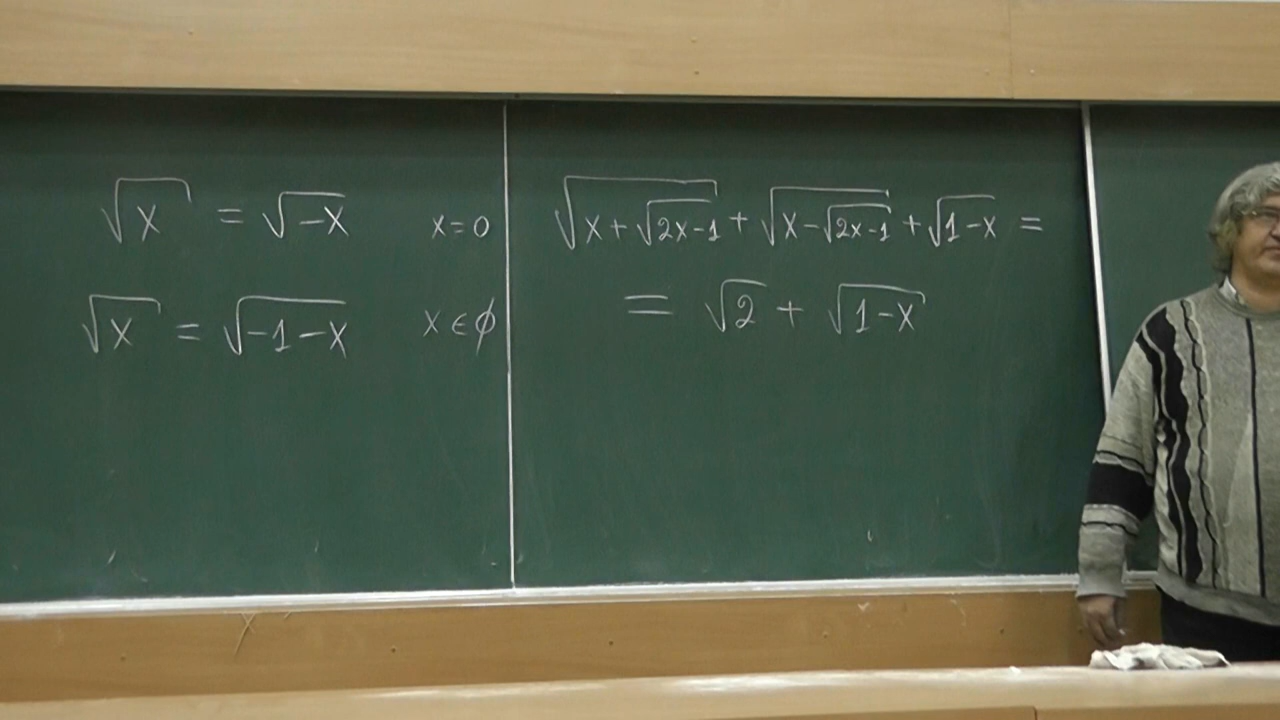 √x = √-x x=0
√x = √-1-x x∈ϕ
√x+√2x-1 + √x-√2x-1 + √1-x =
= √2 + √1-x